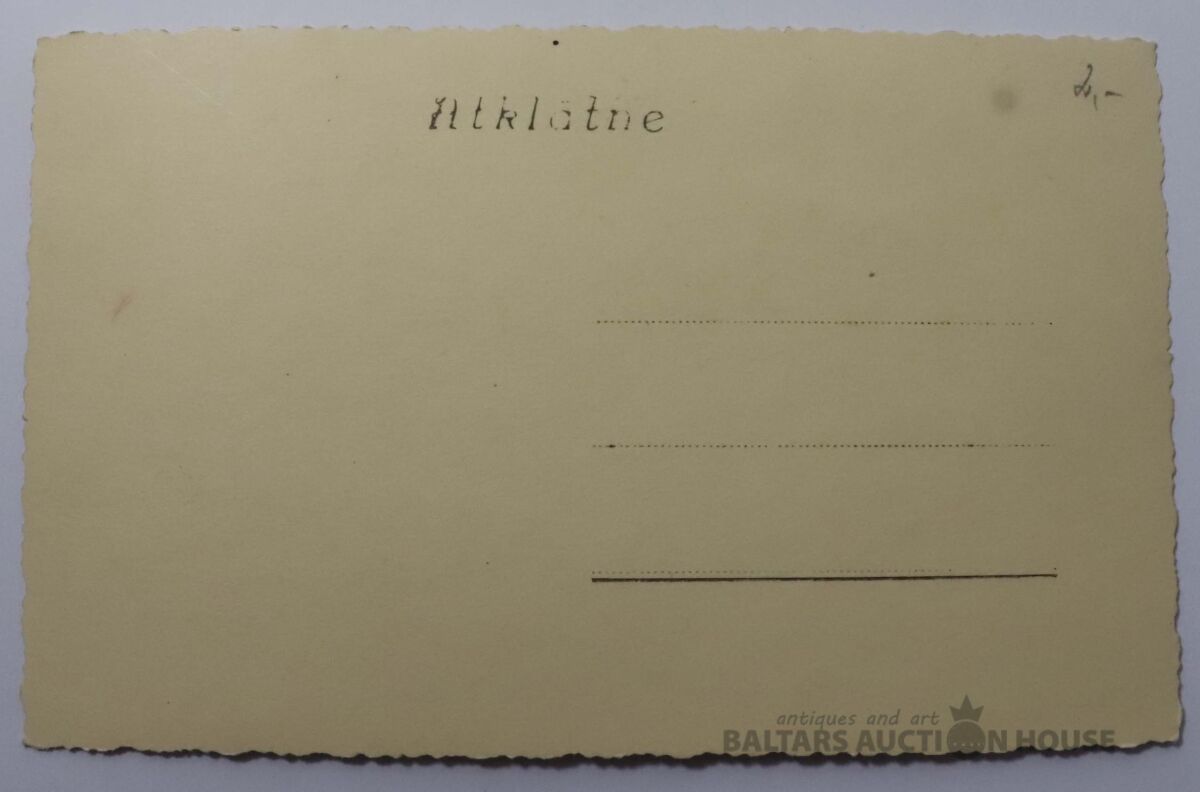 Atklātne
2,-
antiques and art
BALTARS AUCTION HOUSE